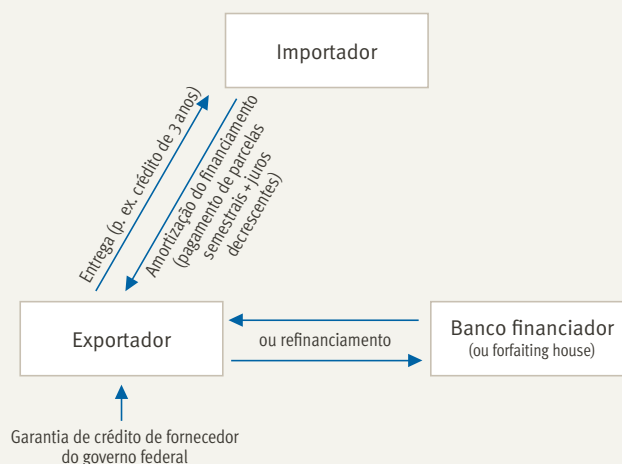 Importador
Entrega (p. ex. crédito de 3 anos)
Amortização do financiamento
(pagamento de parcelas
semestrais + juros
decrescentes)
Exportador
ou refinanciamento
Banco financiador
(ou forfaiting house)
Garantia de crédito de fornecedor
do governo federal